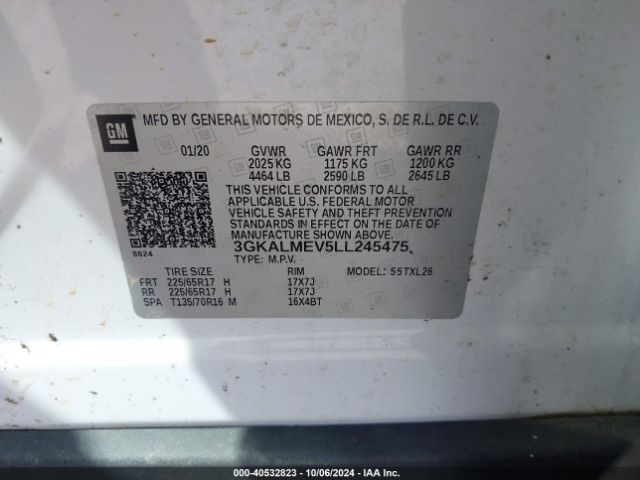 GM
MFD BY GENERAL MOTORS DE MEXICO, S. DE R.L. DE C.V.
01/20 GVWR GAWR FRT GAWR RR
2025 KG 1175 KG 1200 KG
4464 LB 2590 LB 2645 LB
THIS VEHICLE CONFORMS TO ALL
APPLICABLE U.S. FEDERAL MOTOR
VEHICLE SAFETY AND THEFT PREVENTION
STANDARDS IN EFFECT ON THE DATE
OF MANUFACTURE SHOWN ABOVE.
3GKALMEV5LL245475
8624
TYPE: M.P.V.
TIRE SIZE RIM MODEL: 55TXL26
FRT 225/65R17 H 17X7J
RR 225/65R17 H 17X7J
SPA T135/70R16 M 16X4BT
000-40532823 - 10/06/2024 - IAA Inc.